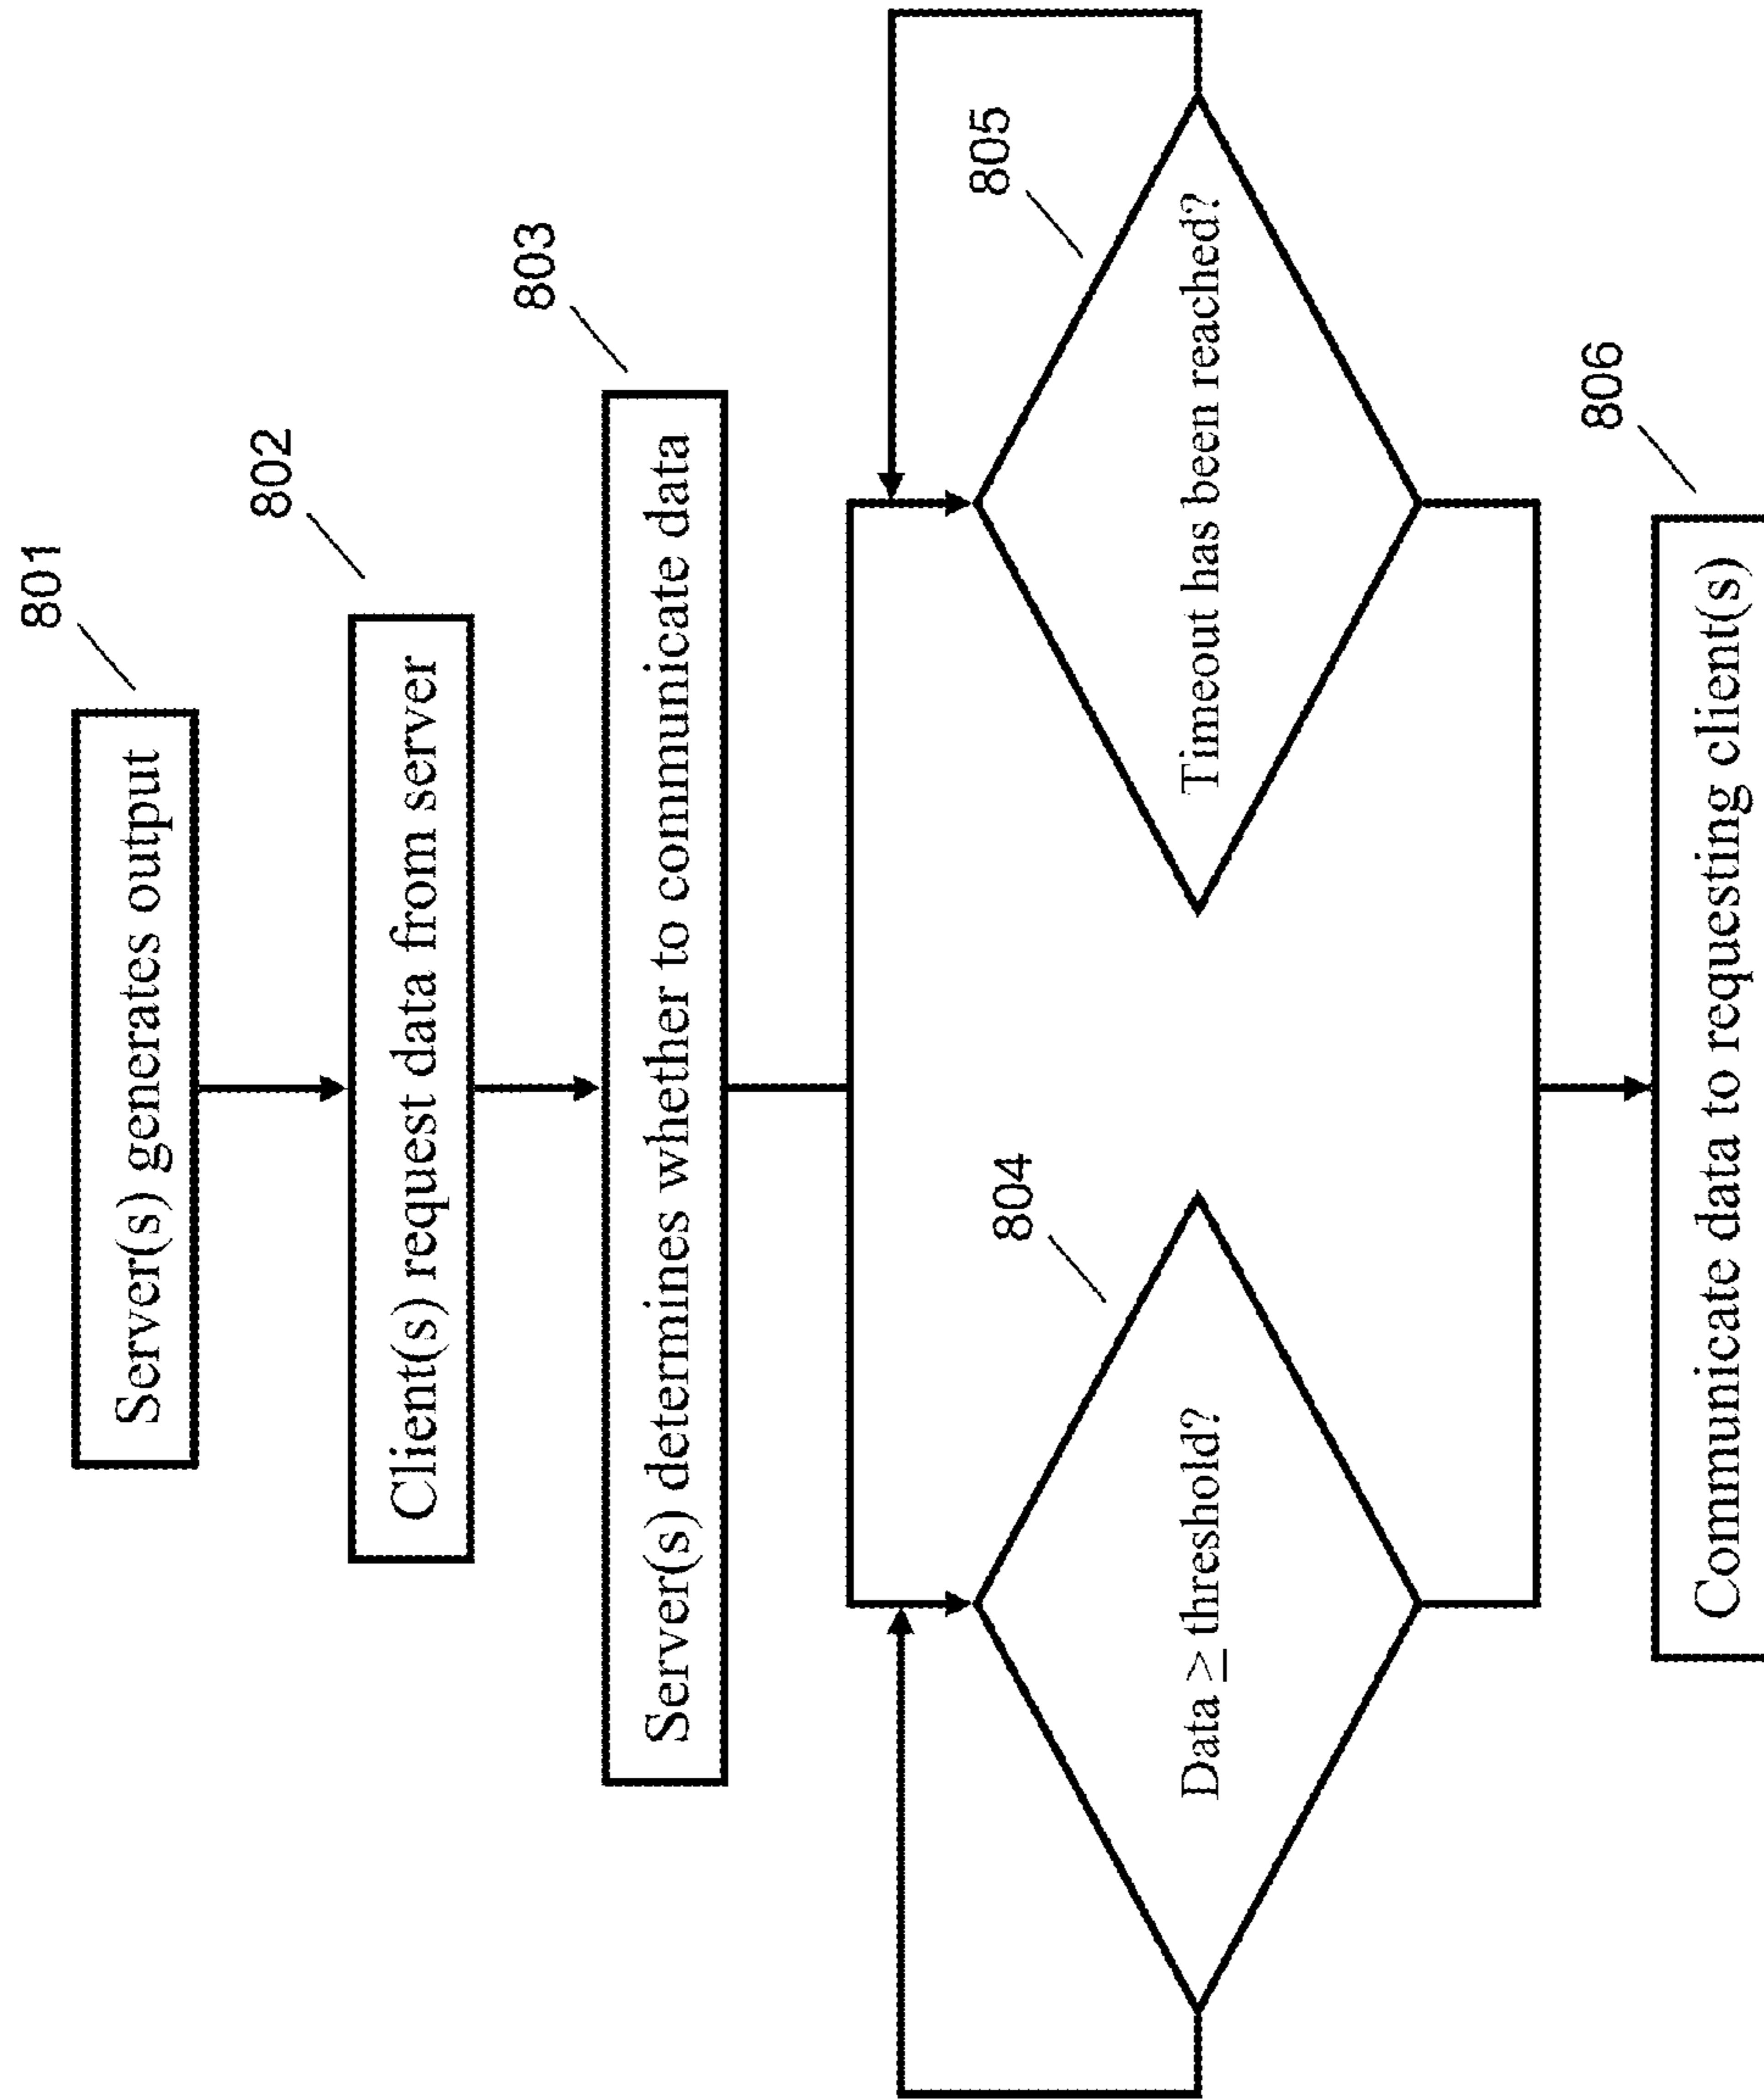 801
Server(s) generates output
802
Client(s) request data from server
803
Server(s) determines whether to communicate data
804
Data ≥ threshold?
805
Timeout has been reached?
806
Communicate data to requesting client(s)